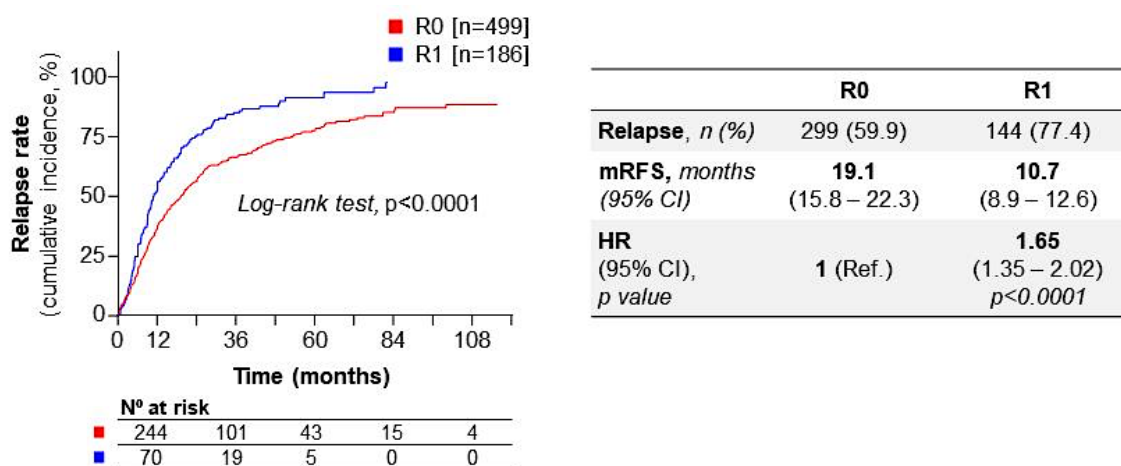 R0 [n=499]
R1 [n=186]
Relapse rate
(cumulative incidence, %)
100
75
50
25
0
Log-rank test, p<0.0001
0 12 36 60 84 108
Time (months)
Nº at risk
244 101 43 15 4
70 19 5 0 0
R0 R1
Relapse, n (%) 299 (59.9) 144 (77.4)
mRFS, months 19.1 10.7
(95% CI) (15.8 – 22.3) (8.9 – 12.6)
HR 1.65
(95% CI), 1 (Ref.) (1.35 – 2.02)
p value p<0.0001